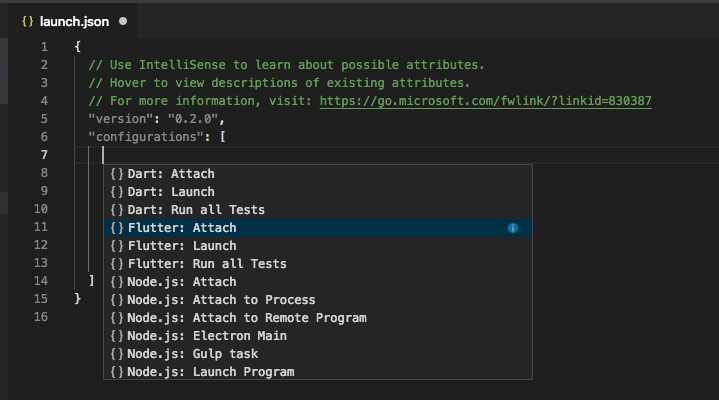 {} launch.json ●
1 {
2 // Use IntelliSense to learn about possible attributes.
3 // Hover to view descriptions of existing attributes.
4 // For more information, visit: https://go.microsoft.com/fwlink/?linkid=830387
5 "version": "0.2.0",
6 "configurations": [
7
8 {} Dart: Attach
9 {} Dart: Launch
10 {} Dart: Run all Tests
11 {} Flutter: Attach
12 {} Flutter: Launch
13 {} Flutter: Run all Tests
14 ] {} Node.js: Attach
15 } {} Node.js: Attach to Process
16 {} Node.js: Attach to Remote Program
{} Node.js: Electron Main
{} Node.js: Gulp task
{} Node.js: Launch Program